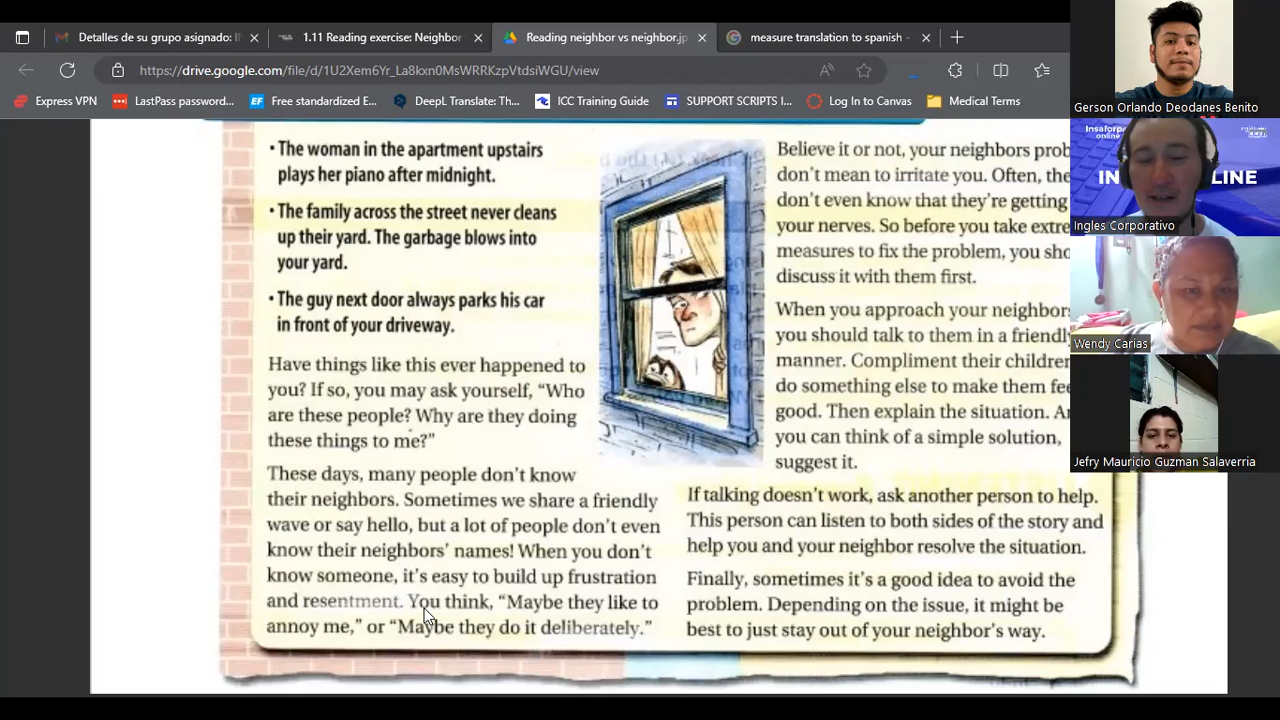 Detalles de su grupo asignado: II
1.11 Reading exercise: Neighbor
Reading neighbor vs neighbor.jp
measure translation to spanish -
https://drive.google.com/file/d/1U2Xem6Yr_La8kxn0MsWRRKzpVtdsiWGU/view
Express VPN
LastPass password...
Free standardized E...
DeepL Translate: Th...
ICC Training Guide
SUPPORT SCRIPTS I...
Log In to Canvas
Medical Terms
• The woman in the apartment upstairs
plays her piano after midnight.
• The family across the street never cleans
up their yard. The garbage blows into
your yard.
• The guy next door always parks his car
in front of your driveway.
Have things like this ever happened to
you? If so, you may ask yourself, “Who
are these people? Why are they doing
these things to me?”
These days, many people don’t know
their neighbors. Sometimes we share a friendly
wave or say hello, but a lot of people don’t even
know their neighbors’ names! When you don’t
know someone, it’s easy to build up frustration
and resentment. You think, “Maybe they like to
annoy me,” or “Maybe they do it deliberately.”
Believe it or not, your neighbors prob
don’t mean to irritate you. Often, the
don’t even know that they’re getting
your nerves. So before you take extre
measures to fix the problem, you sho
discuss it with them first.
When you approach your neighbors
you should talk to them in a friendl
manner. Compliment their children
do something else to make them fee
good. Then explain the situation. An
you can think of a simple solution,
suggest it.
If talking doesn’t work, ask another person to help.
This person can listen to both sides of the story and
help you and your neighbor resolve the situation.
Finally, sometimes it’s a good idea to avoid the
problem. Depending on the issue, it might be
best to just stay out of your neighbor’s way.
Gerson Orlando Deodanes Benito
Insaforp
online
IN LINE
Ingles Corporativo
Wendy Carias
Jefry Mauricio Guzman Salaverria